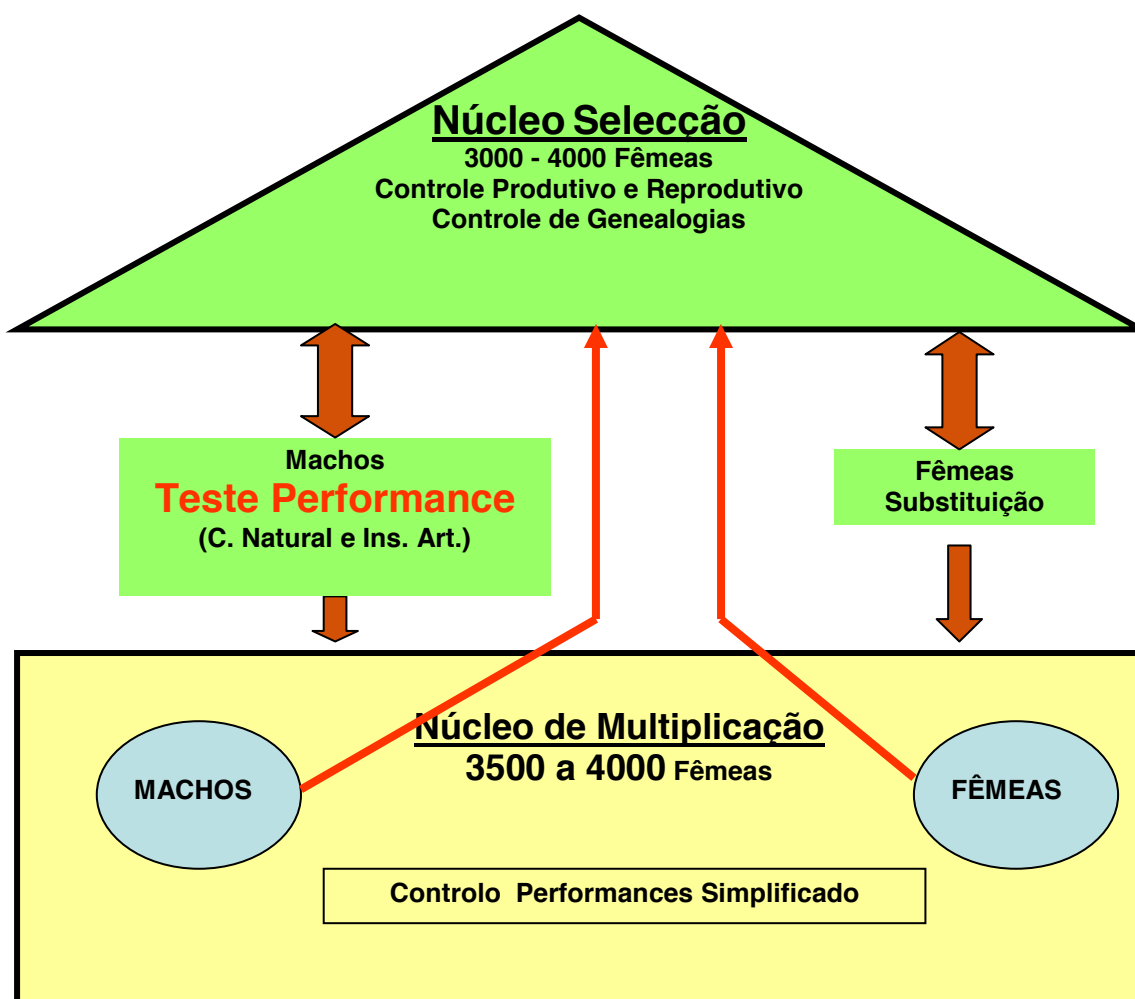 Núcleo Selecção
3000 - 4000 Fêmeas
Controle Produtivo e Reprodutivo
Controle de Genealogias
Machos
Teste Performance
(C. Natural e Ins. Art.)
Fêmeas
Substituição
Núcleo de Multiplicação
3500 a 4000 Fêmeas
MACHOS
FÊMEAS
Controlo Performances Simplificado